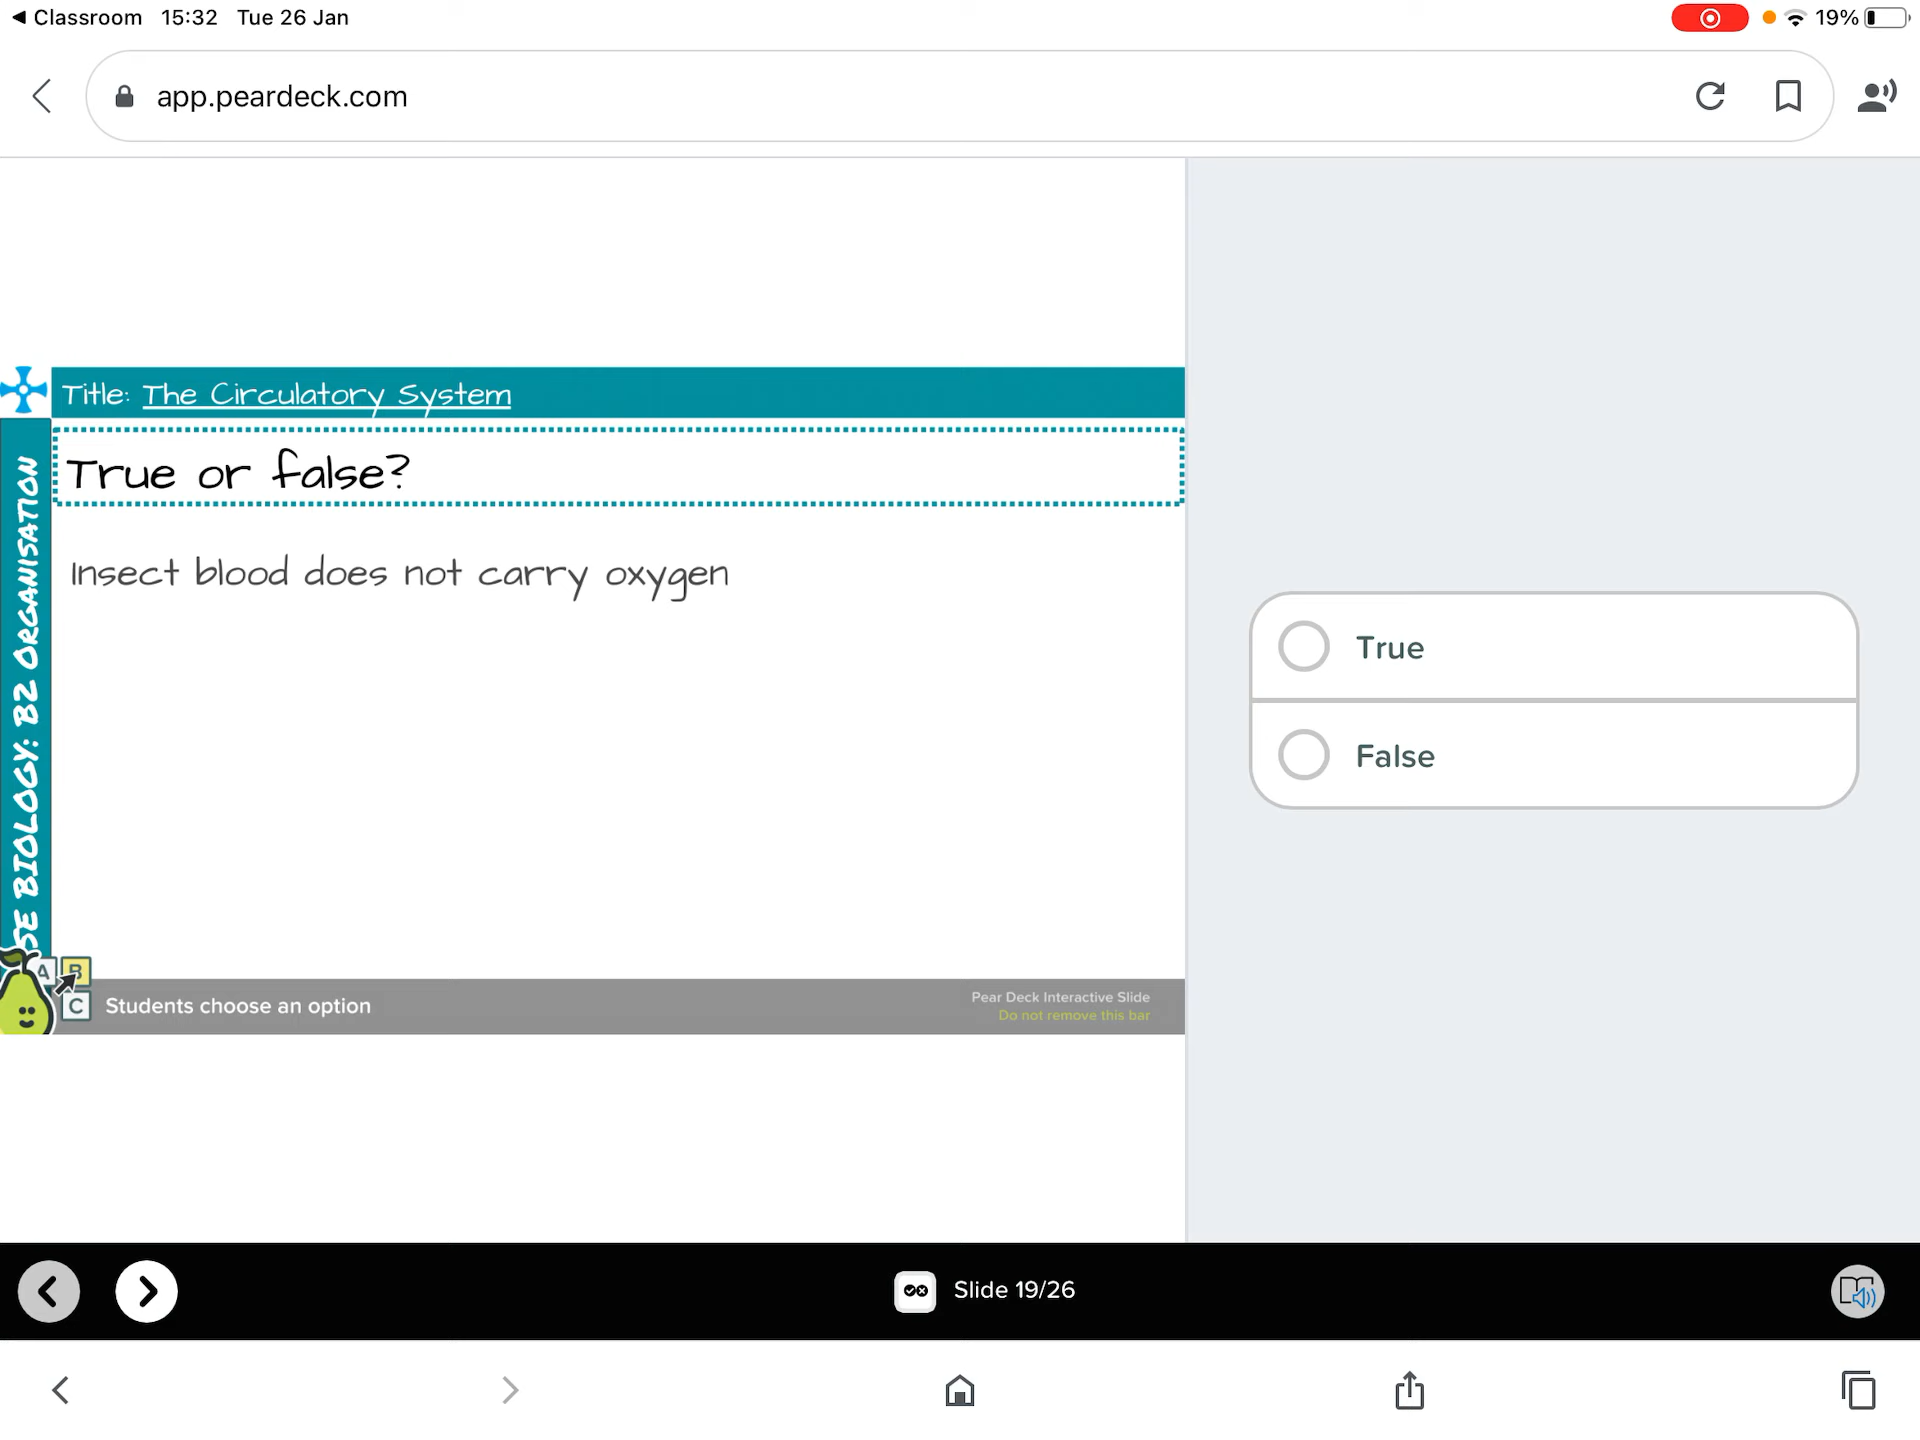 Classroom 15:32 Tue 26 Jan
19%
app.peardeck.com
Title: The Circulatory System
True or false?
SE BIOLOGY: B2 ORGANISATION
Insect blood does not carry oxygen
True
False
A B
C
Students choose an option
Pear Deck Interactive Slide
Do not remove this bar
Slide 19/26